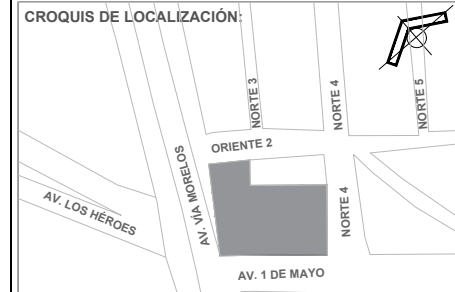 CROQUIS DE LOCALIZACIÓN:
NORTE 3
NORTE 4
NORTE 5
ORIENTE 2
AV. VÍA MORELOS
AV. LOS HÉROES
NORTE 4
AV. 1 DE MAYO